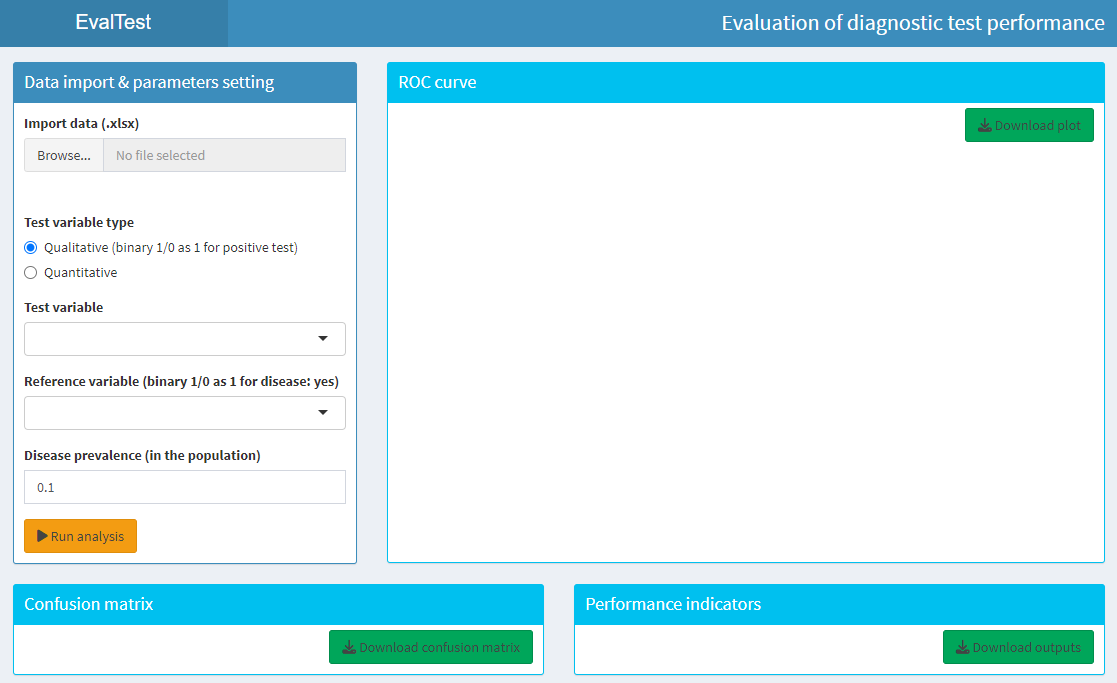 EvalTest
Evaluation of diagnostic test performance
Data import & parameters setting
Import data (.xlsx)
Browse...
No file selected
Test variable type
Qualitative (binary 1/0 as 1 for positive test)
Quantitative
Test variable
Reference variable (binary 1/0 as 1 for disease: yes)
Disease prevalence (in the population)
0.1
Run analysis
ROC curve
Download plot
Confusion matrix
Download confusion matrix
Performance indicators
Download outputs